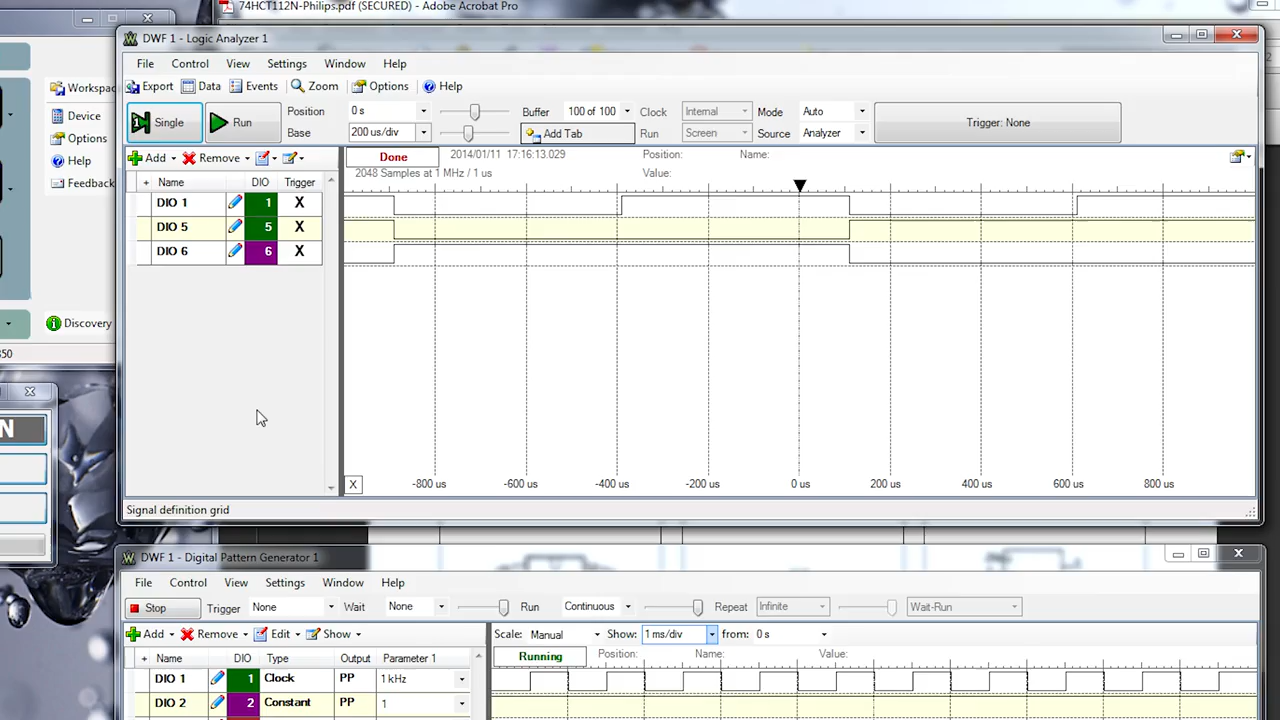 74HCT112N-Philips.pdf (SECURED) - Adobe Acrobat Pro
DWF 1 - Logic Analyzer 1
File Control View Settings Window Help
Export Data Events Zoom Options Help
Single Run Position 0 s Buffer 100 of 100 Clock Internal Mode Auto Trigger: None
Base 200 us/div Add Tab Run Screen Source Analyzer
Add Remove Done 2014/01/11 17:16:13.029 Position: Name:
2048 Samples at 1 MHz / 1 us Value:
+ Name DIO Trigger
DIO 1 1 X
DIO 5 5 X
DIO 6 6 X
X -800 us -600 us -400 us -200 us 0 us 200 us 400 us 600 us 800 us
Signal definition grid
Device
Options
Help
Feedback
Discovery
N
DWF 1 - Digital Pattern Generator 1
File Control View Settings Window Help
Stop Trigger None Wait None Run Continuous Repeat Infinite Wait-Run
Add Remove Edit Show Scale: Manual Show: 1 ms/div from: 0 s
Running Position: Name: Value:
+ Name DIO Type Output Parameter 1
DIO 1 1 Clock PP 1 kHz
DIO 2 2 Constant PP 1